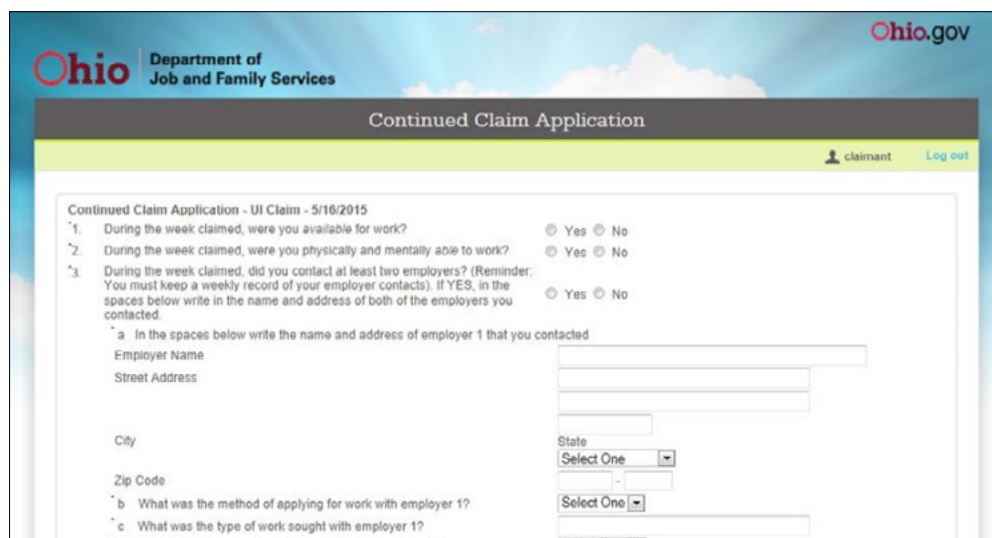 Ohio.gov
Ohio Department of
Job and Family Services
Continued Claim Application
claimant Log out
Continued Claim Application - UI Claim - 5/16/2015
*1. During the week claimed, were you available for work? Yes No
*2. During the week claimed, were you physically and mentally able to work? Yes No
*3. During the week claimed, did you contact at least two employers? (Reminder:
You must keep a weekly record of your employer contacts). If YES, in the
spaces below write in the name and address of both of the employers you
contacted. Yes No
*a In the spaces below write the name and address of employer 1 that you contacted
Employer Name
Street Address
City State
Select One
Zip Code -
*b What was the method of applying for work with employer 1? Select One
*c What was the type of work sought with employer 1?